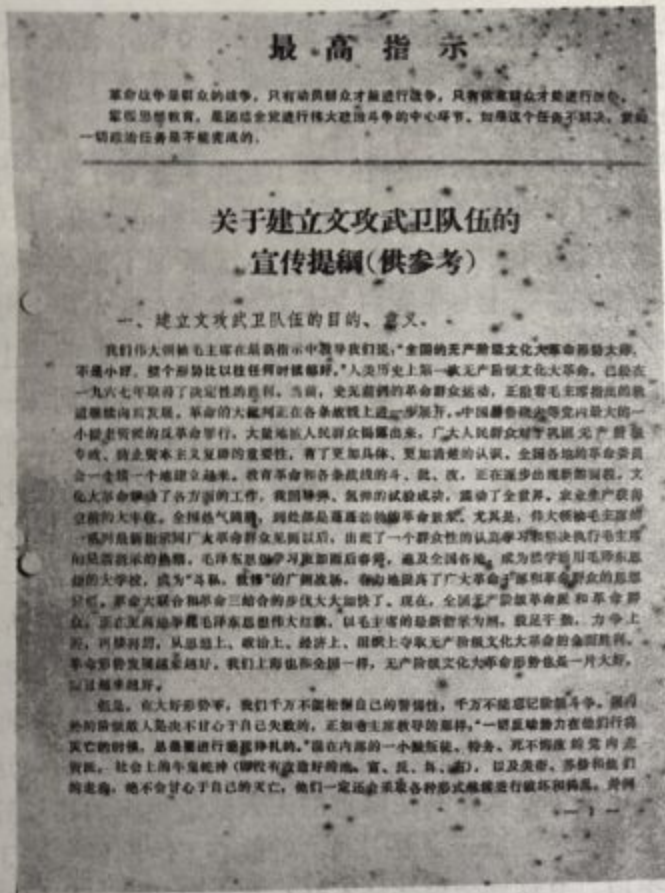 最高指示
革命战争是群众的战争，只有动员群众才能进行战争，只有依靠群众才能进行战争。
掌握思想教育，是团结全党进行伟大政治斗争的中心环节。如果这个任务不解决，党的
一切政治任务是不能完成的。
关于建立文攻武卫队伍的
宣传提綱（供参考）
一、建立文攻武卫队伍的目的、意义。
我们伟大领袖毛主席在最新指示中教导我们说："全国的无产阶级文化大革命形势大好，
不是小好。整个形势比以往任何时候都好。"人类历史上第一次无产阶级文化大革命，已经在
一九六七年取得了决定性的胜利。当前，史无前例的革命群众运动，正沿着毛主席指出的航
道继续向前发展。革命的大批判正在各条战线上进一步展开，中国赫鲁晓夫等党内最大的一
小撮走资派的反革命罪行，大量地被人民群众揭露出来，广大人民群众对于巩固无产阶级
专政、防止资本主义复辟的重要性，有了更加具体、更加清楚的认识。全国各地的革命委员
会一个接一个地建立起来。教育革命和各条战线的斗、批、改，正在逐步出现新的高潮。文
化大革命推动了各方面的工作，我国导弹、氢弹的试验成功，震动了全世界。农业生产获得
空前的大丰收。全国热气腾腾，到处都是蓬蓬勃勃的革命景象。尤其是，伟大领袖毛主席的
一系列最新指示同广大革命群众见面以后，出现了一个群众性的认真学习和坚决执行毛主席
的最新指示的热潮，毛泽东思想学习班如雨后春笋，遍及全国各地，成为活学活用毛泽东思
想的大学校，成为"斗私，批修"的广阔战场，有力地提高了广大革命干部和革命群众的思想
觉悟，革命大联合和革命三结合的步伐大大加快了。现在，全国无产阶级革命派和革命群
众，正在更高地举起毛泽东思想伟大红旗，以毛主席的最新指示为纲，鼓足干劲，力争上
游，再接再厉，从思想上、政治上、经济上、组织上夺取无产阶级文化大革命的全面胜利。
革命形势发展越来越好。我们上海也和全国一样，无产阶级文化大革命形势也是一片大好，
而且越来越好。
但是，在大好形势下，我们千万不能松懈自己的警惕性，千万不能忘记阶级斗争。国内
外的阶级敌人是决不甘心于自己失败的，正如毛主席教导的那样，"一切反动势力在他们行将
灭亡的时候，总是要进行垂死挣扎的。"混在内部的一小撮叛徒、特务、死不悔改的党内走
资派，社会上的牛鬼蛇神（即没有改造好的地、富、反、坏、右），以及美帝、苏修和他们
的走狗，绝不会甘心于自己的灭亡，他们一定还会采取各种形式继续进行破坏和捣乱，并网
— 1 —